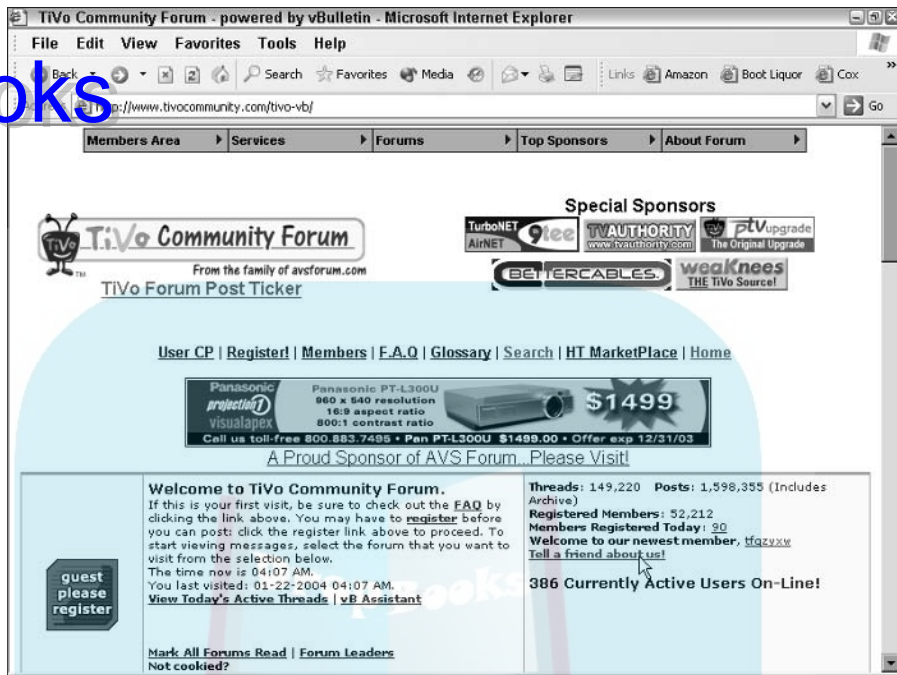 TiVo Community Forum - powered by vBulletin - Microsoft Internet Explorer
File Edit View Favorites Tools Help
Back Search Favorites Media Links Amazon Boot Liquor Cox »
oks
http://www.tivocommunity.com/tivo-vb/ Go
Members Area Services Forums Top Sponsors About Forum
Special Sponsors
TiVo TiVo Community Forum
TM
From the family of avsforum.com
TiVo Forum Post Ticker
TurboNET AirNET 9tee
TVAUTHORITY
www.tvauthority.com
ptvupgrade
The Original Upgrade
BETTERCABLES.
weaKnees
THE TiVo Source!
User CP | Register! | Members | F.A.Q | Glossary | Search | HT MarketPlace | Home
Panasonic
projection1
visualapex
Panasonic PT-L300U
960 x 540 resolution
16:9 aspect ratio
800:1 contrast ratio
$1499
Call us toll-free 800.883.7495 • Pan PT-L300U $1499.00 • Offer exp 12/31/03
A Proud Sponsor of AVS Forum...Please Visit!
guest
please
register
Welcome to TiVo Community Forum.
If this is your first visit, be sure to check out the FAQ by
clicking the link above. You may have to register before
you can post: click the register link above to proceed. To
start viewing messages, select the forum that you want to
visit from the selection below.
The time now is 04:07 AM.
You last visited: 01-22-2004 04:07 AM.
View Today's Active Threads | vB Assistant
Mark All Forums Read | Forum Leaders
Not cookied?
Threads: 149,220 Posts: 1,598,355 (Includes
Archive)
Registered Members: 52,212
Members Registered Today: 90
Welcome to our newest member, tfqzyxw
Tell a friend about us!
386 Currently Active Users On-Line!